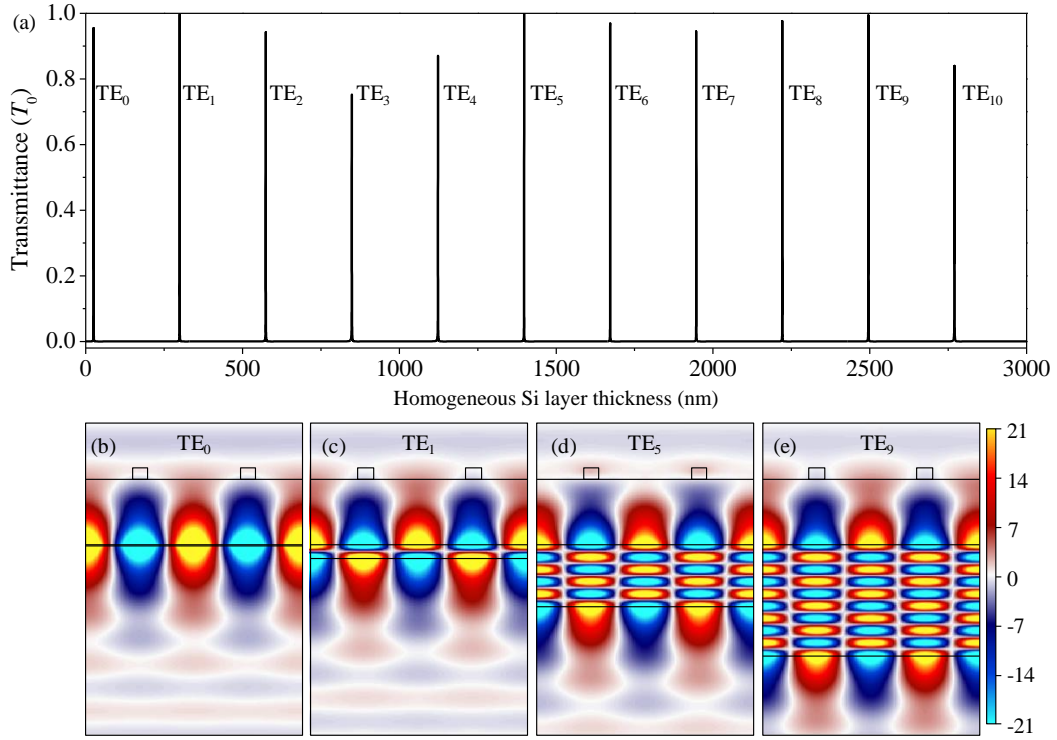 (a)
Transmittance (T₀)
1.0
0.8
0.6
0.4
0.2
0.0
TE₀ TE₁ TE₂ TE₃ TE₄ TE₅ TE₆ TE₇ TE₈ TE₉ TE₁₀
0 500 1000 1500 2000 2500 3000
Homogeneous Si layer thickness (nm)
(b) TE₀ (c) TE₁ (d) TE₅ (e) TE₉
21
14
7
0
-7
-14
-21